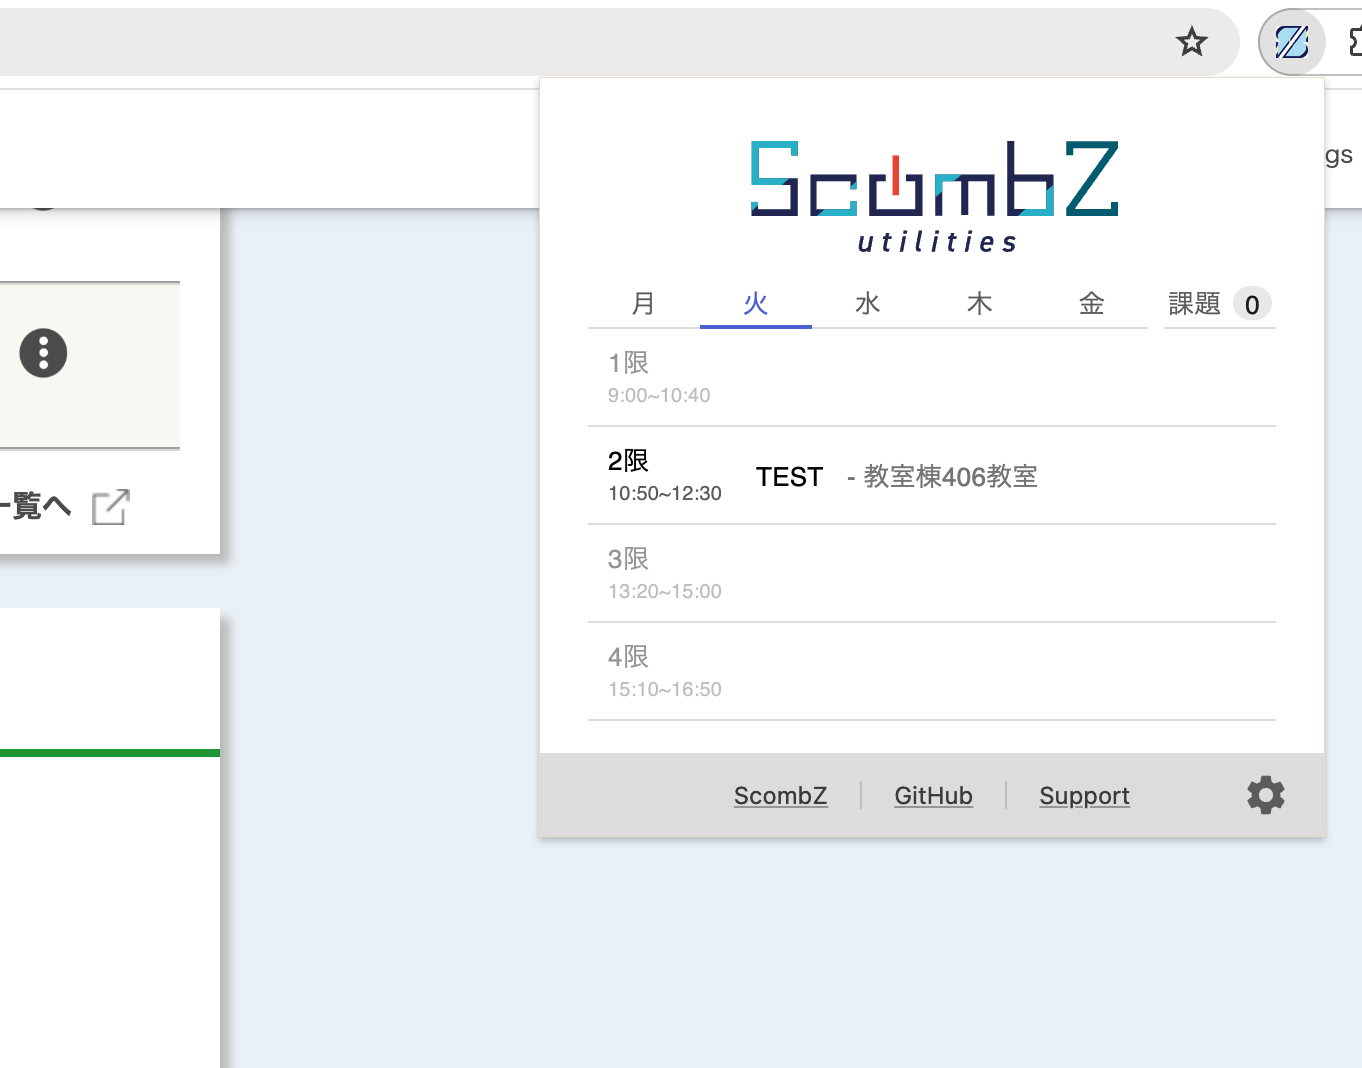 gs
ScombZ
utilities
月 火 水 木 金 課題 0
1限
9:00~10:40
2限
10:50~12:30
TEST - 教室棟406教室
3限
13:20~15:00
4限
15:10~16:50
ScombZ GitHub Support
一覧へ